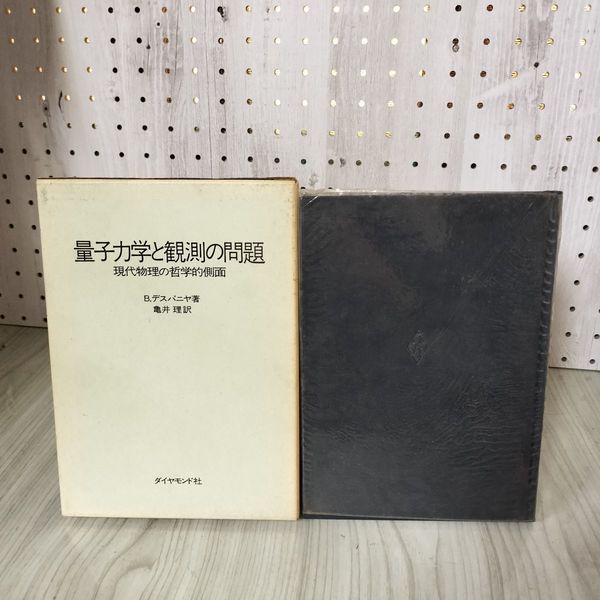 量子力学と観測の問題
現代物理の哲学的側面
B.デスパニヤ著
亀井 理訳
ダイヤモンド社